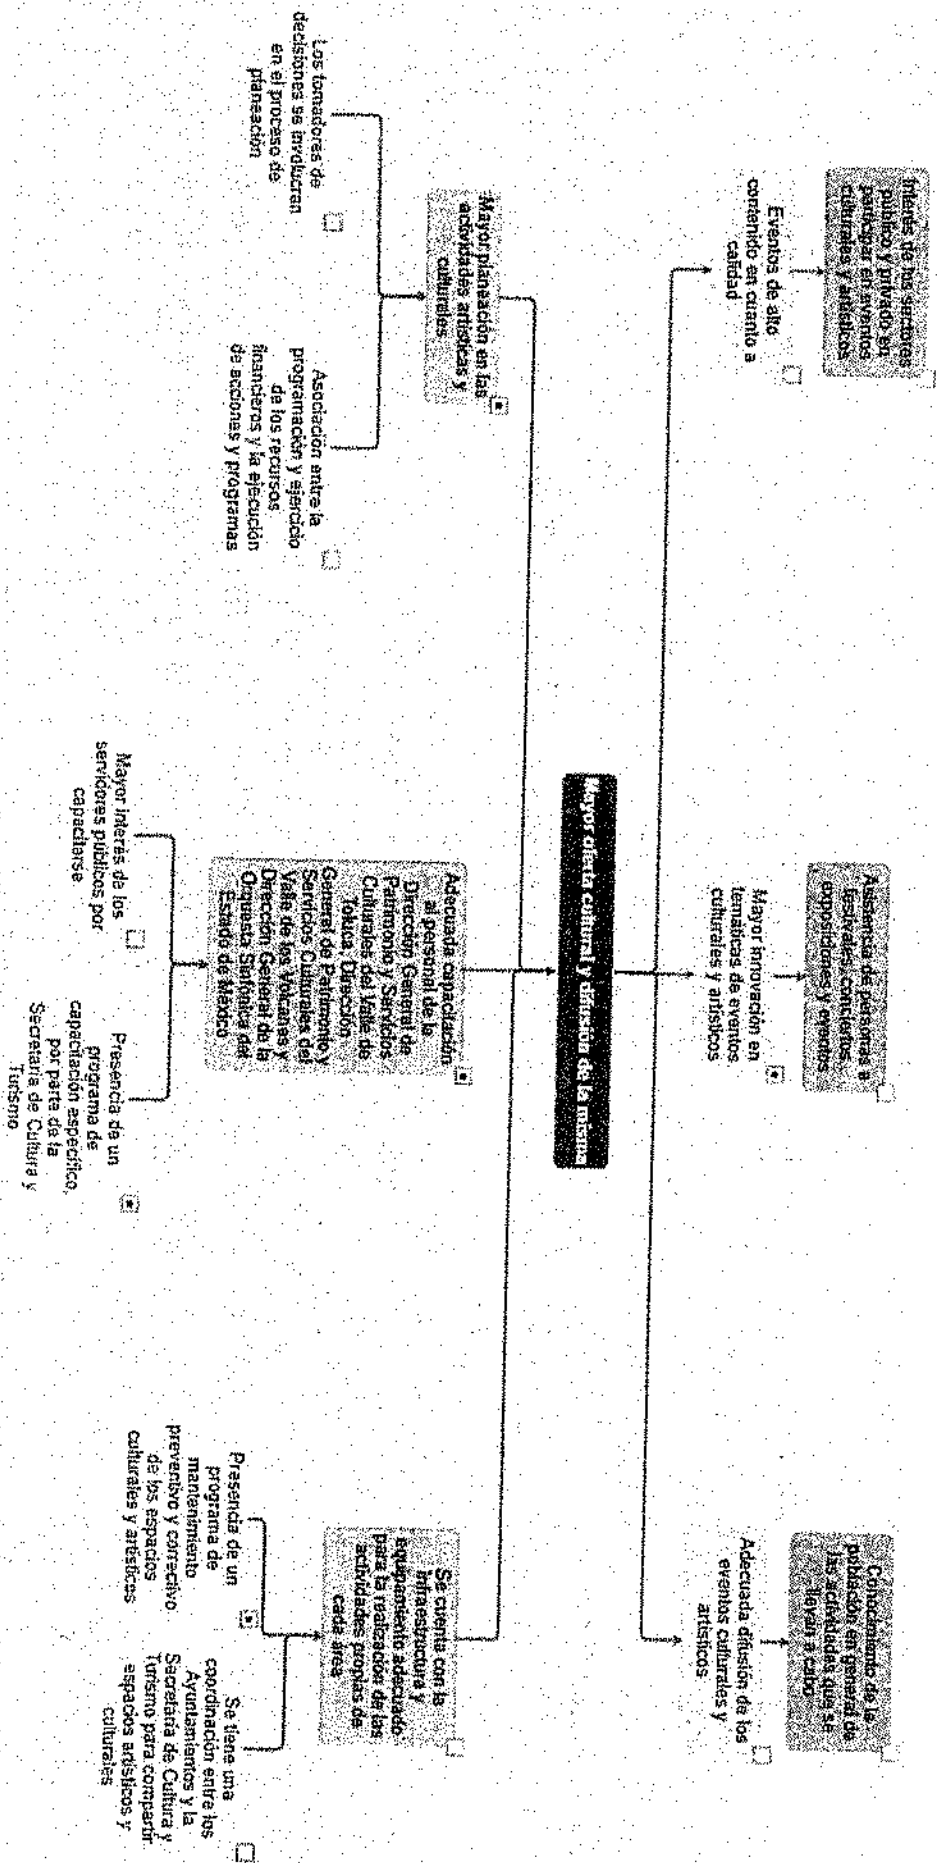 Interés de los sectores
público y privado en
participar en eventos
culturales y artísticos
Asistencia de personas a
festivales, conciertos,
exposiciones y eventos
Conocimiento de la
población en general de
las actividades que se
llevan a cabo
Eventos de alto
contenido en cuanto a
calidad
Mayor innovación en
temáticas de eventos
culturales y artísticos
Adecuada difusión de los
eventos culturales y
artísticos
Mayor oferta cultural y difusión de la misma
Mayor planeación en las
actividades artísticas y
culturales
Adecuada capacitación
al personal de la
Dirección General de
Patrimonio y Servicios
Culturales del Valle de
Toluca, Dirección
General de Patrimonio y
Servicios Culturales del
Valle de los Volcanes y
Dirección General de la
Orquesta Sinfónica del
Estado de México
Se cuenta con la
infraestructura y
equipamiento adecuado
para la realización de las
actividades propias de
cada área
Los tomadores de
decisiones se involucran
en el proceso de
planeación
Asociación entre la
programación y ejercicio
de los recursos
financieros y la ejecución
de acciones y programas
Mayor interés de los
servidores públicos por
capacitarse
Presencia de un
programa de
capacitación específico,
por parte de la
Secretaría de Cultura y
Turismo
Presencia de un
programa de
mantenimiento
preventivo y correctivo
de los espacios
culturales y artísticos
Se tiene una
coordinación entre los
Ayuntamientos y la
Secretaría de Cultura y
Turismo para compartir
espacios artísticos y
culturales